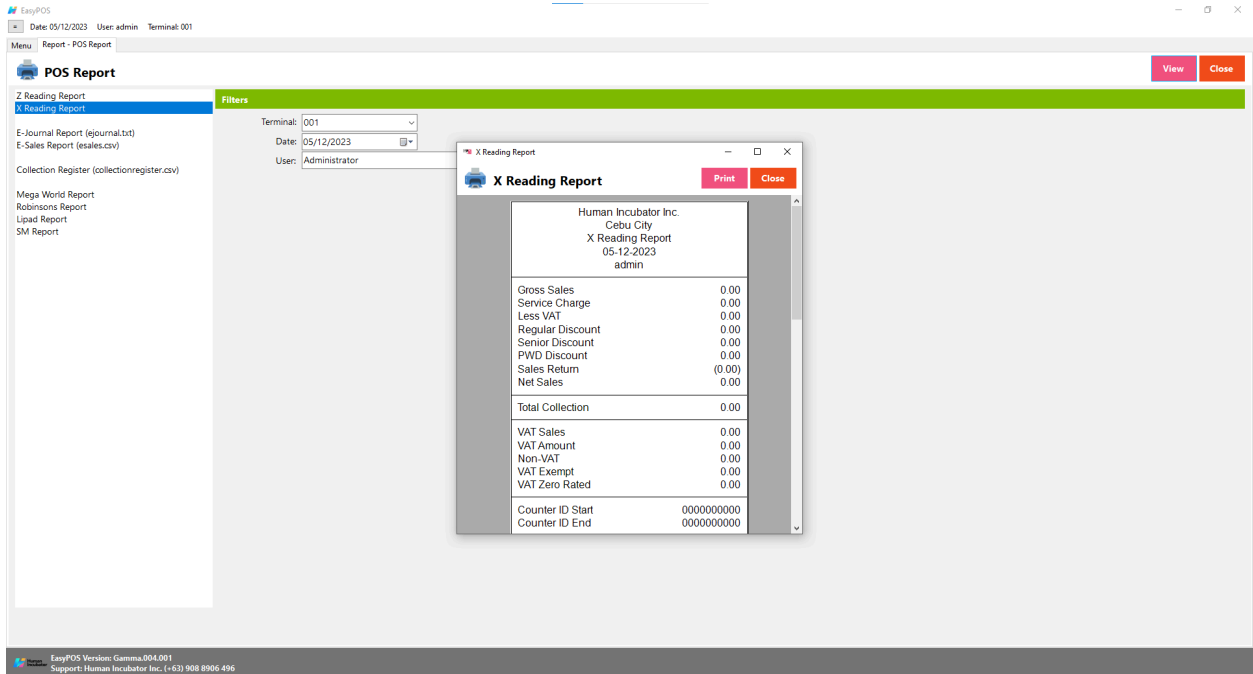 EasyPOS
Date: 05/12/2023 User: admin Terminal: 001
Menu Report - POS Report
POS Report
View Close
Z Reading Report
X Reading Report
E-Journal Report (ejournal.txt)
E-Sales Report (esales.csv)
Collection Register (collectionregister.csv)
Mega World Report
Robinsons Report
Lipad Report
SM Report
Filters
Terminal: 001
Date: 05/12/2023
User: Administrator
X Reading Report
X Reading Report
Print Close
Human Incubator Inc.
Cebu City
X Reading Report
05-12-2023
admin
Gross Sales 0.00
Service Charge 0.00
Less VAT 0.00
Regular Discount 0.00
Senior Discount 0.00
PWD Discount 0.00
Sales Return (0.00)
Net Sales 0.00
Total Collection 0.00
VAT Sales 0.00
VAT Amount 0.00
Non-VAT 0.00
VAT Exempt 0.00
VAT Zero Rated 0.00
Counter ID Start 0000000000
Counter ID End 0000000000
Human
Incubator
EasyPOS Version: Gamma.004.001
Support: Human Incubator Inc. (+63) 908 8906 496